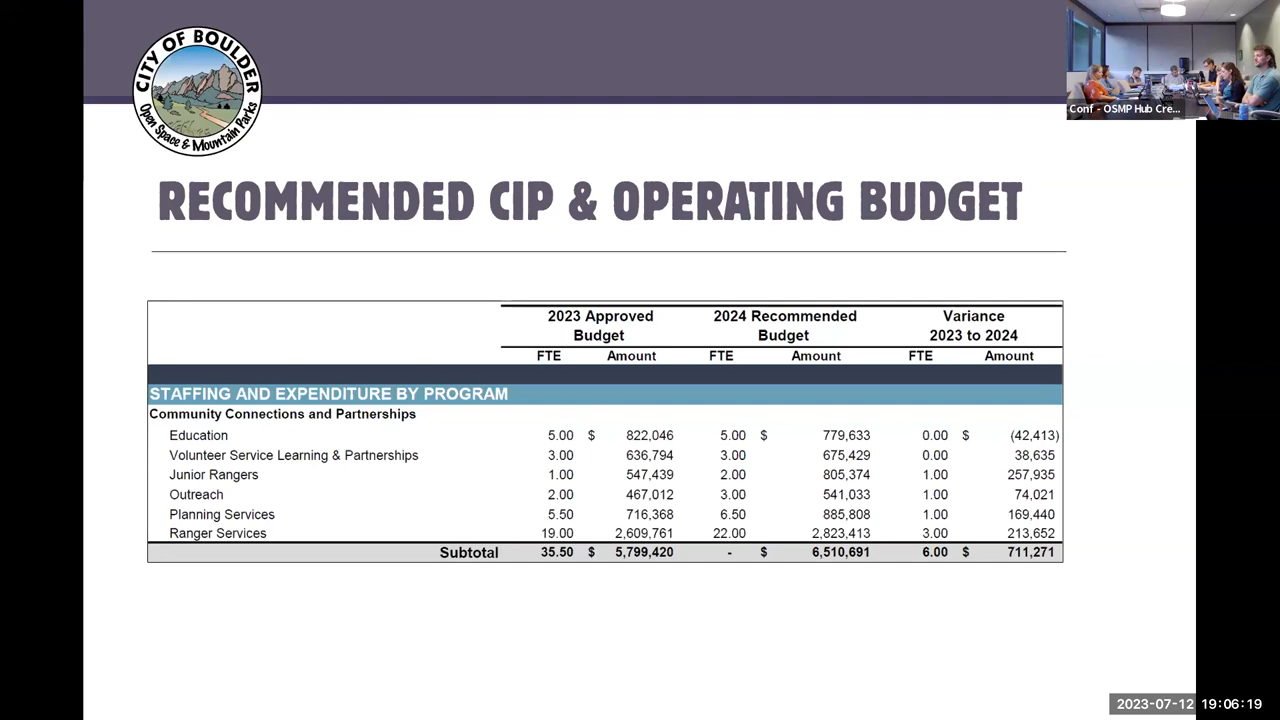 CITY OF BOULDER
Open Space & Mountain Parks
Conf - OSMP Hub Cre...
RECOMMENDED CIP & OPERATING BUDGET
2023 Approved Budget 2024 Recommended Budget Variance 2023 to 2024
FTE Amount FTE Amount FTE Amount
STAFFING AND EXPENDITURE BY PROGRAM
Community Connections and Partnerships
Education 5.00 $ 822,046 5.00 $ 779,633 0.00 $ (42,413)
Volunteer Service Learning & Partnerships 3.00 636,794 3.00 675,429 0.00 38,635
Junior Rangers 1.00 547,439 2.00 805,374 1.00 257,935
Outreach 2.00 467,012 3.00 541,033 1.00 74,021
Planning Services 5.50 716,368 6.50 885,808 1.00 169,440
Ranger Services 19.00 2,609,761 22.00 2,823,413 3.00 213,652
Subtotal 35.50 $ 5,799,420 - $ 6,510,691 6.00 $ 711,271
2023-07-12 19:06:19